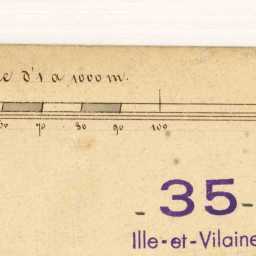 e d'1 a 1000 m.
70 80 90 100
- 35 -
Ille-et-Vilaine